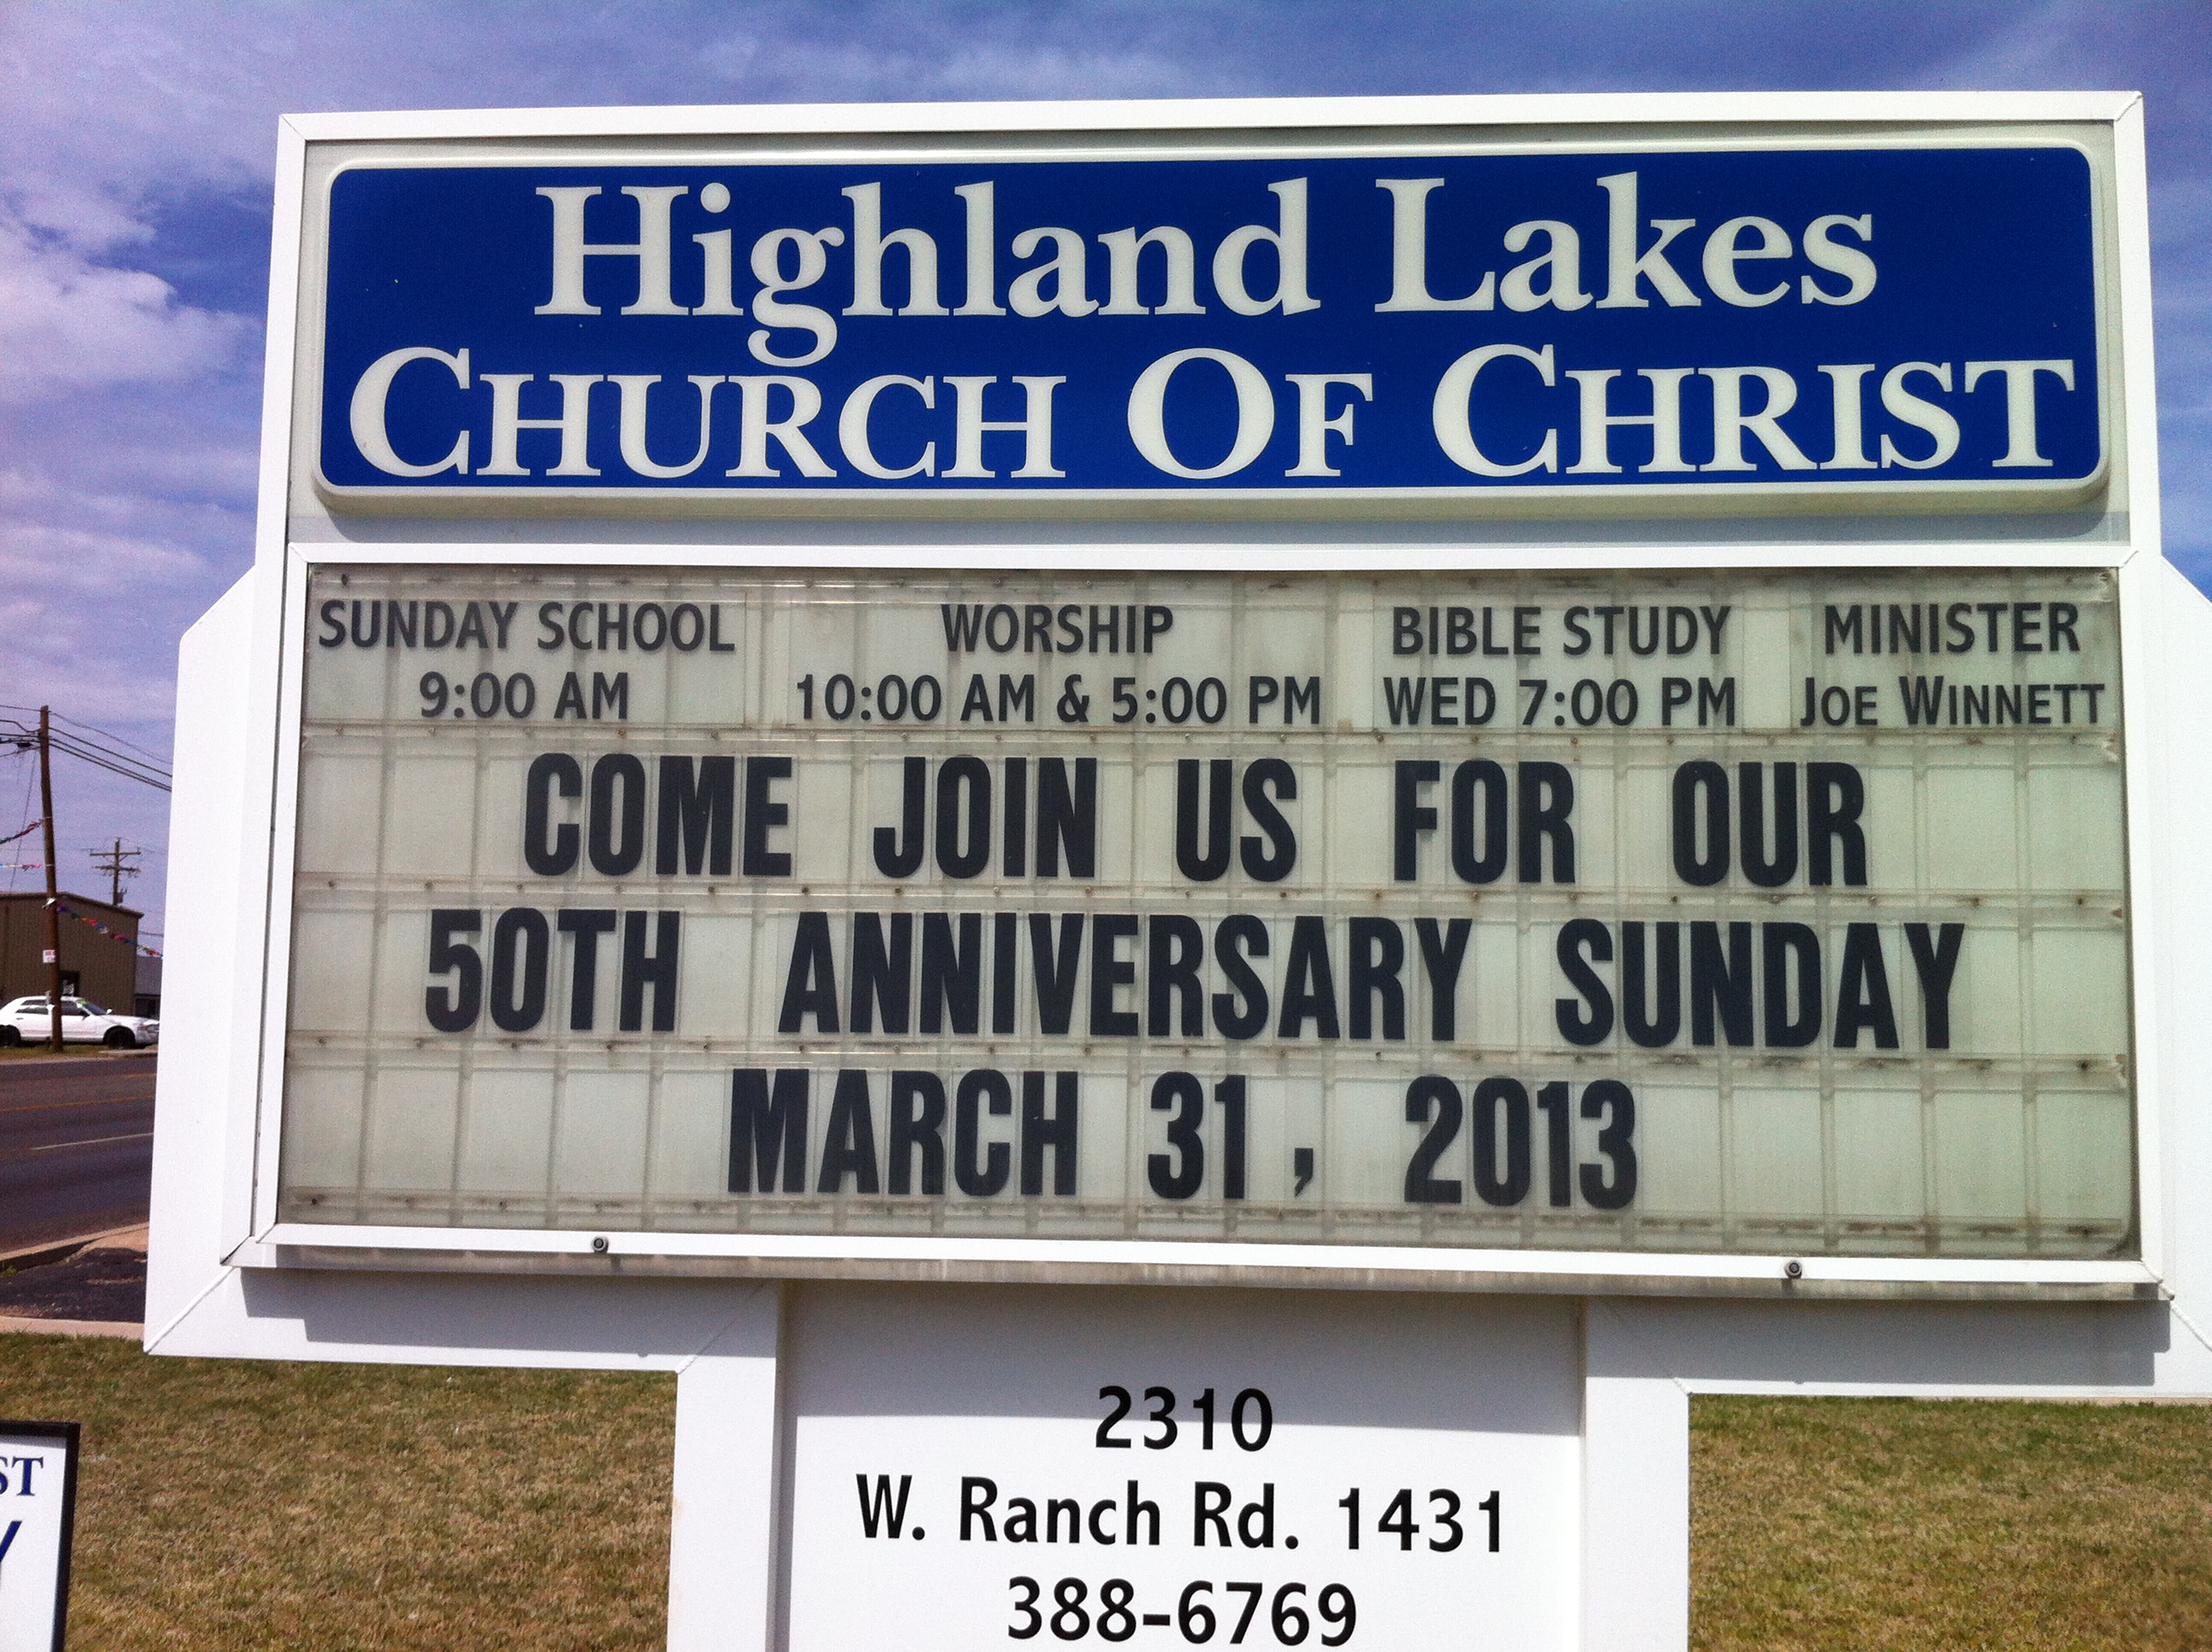 Highland Lakes
CHURCH OF CHRIST
SUNDAY SCHOOL WORSHIP BIBLE STUDY MINISTER
9:00 AM 10:00 AM & 5:00 PM WED 7:00 PM JOE WINNETT
COME JOIN US FOR OUR
50TH ANNIVERSARY SUNDAY
MARCH 31, 2013
2310
W. Ranch Rd. 1431
388-6769
ST
Y